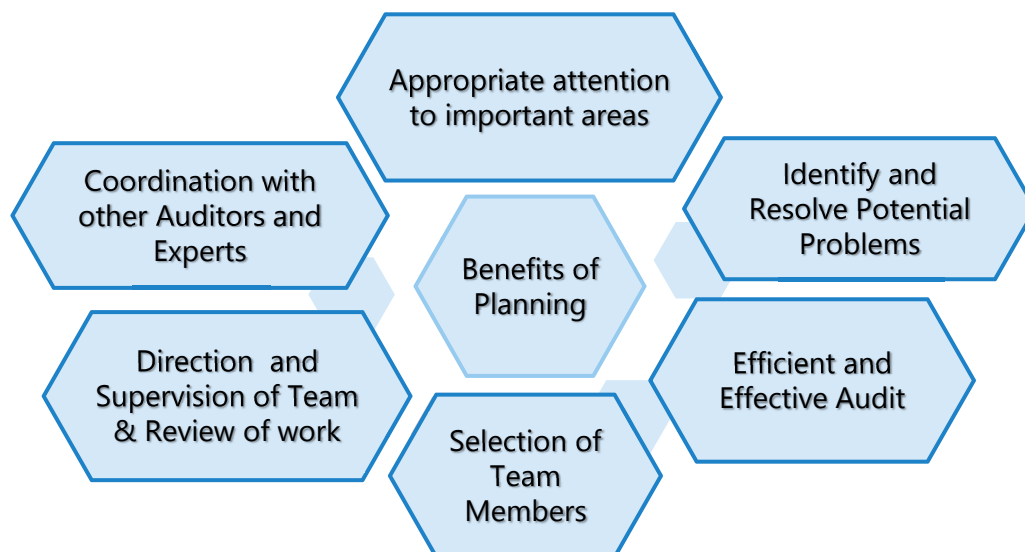 Appropriate attention
to important areas
Identify and
Resolve Potential
Problems
Efficient and
Effective Audit
Selection of
Team
Members
Direction  and
Supervision of Team
& Review of work
Coordination with
other Auditors and
Experts
Benefits of
Planning